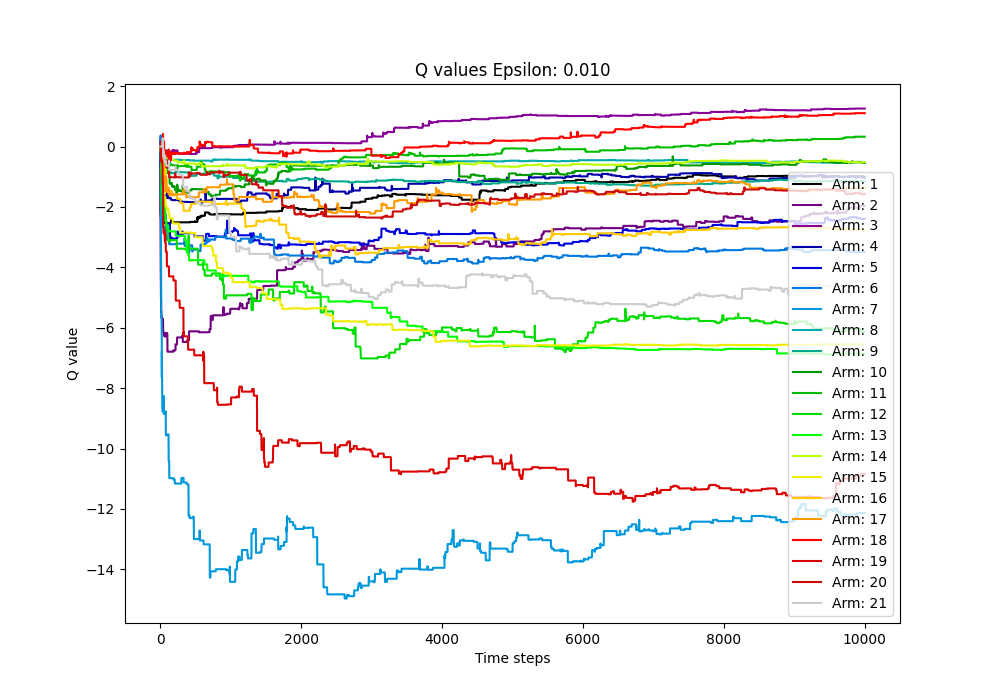 Q values Epsilon: 0.010
2
0
−2
−4
−6
−8
−10
−12
−14
Q value
0
2000
4000
6000
8000
10000
Time steps
Arm: 1
Arm: 2
Arm: 3
Arm: 4
Arm: 5
Arm: 6
Arm: 7
Arm: 8
Arm: 9
Arm: 10
Arm: 11
Arm: 12
Arm: 13
Arm: 14
Arm: 15
Arm: 16
Arm: 17
Arm: 18
Arm: 19
Arm: 20
Arm: 21